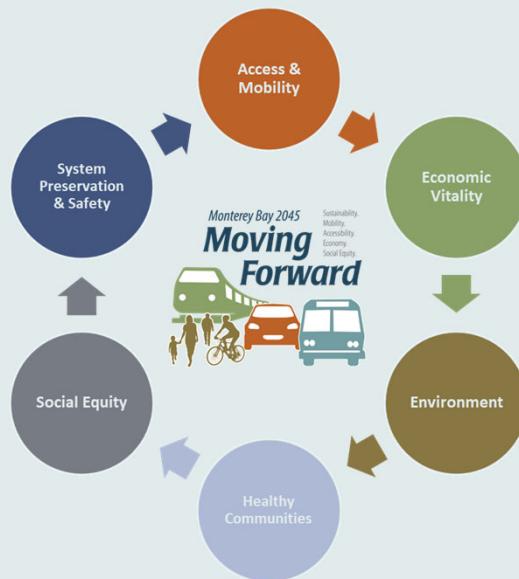 Access &
Mobility
Economic
Vitality
Environment
Healthy
Communities
Social Equity
System
Preservation
& Safety
Monterey Bay 2045
Moving
Forward
Sustainability.
Mobility.
Accessibility.
Economy.
Social Equity.